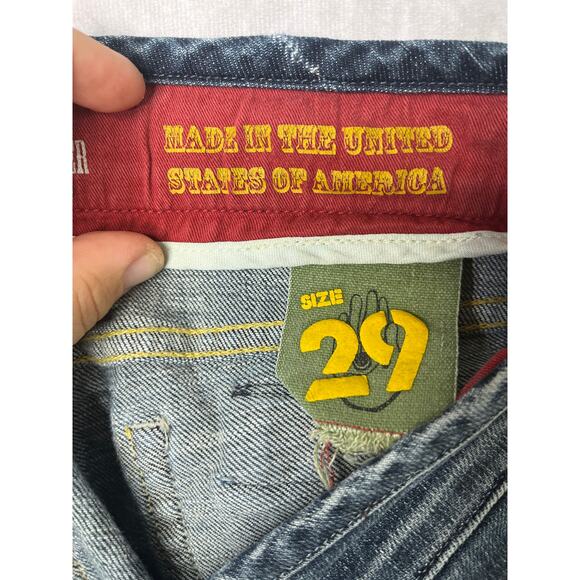 MADE IN THE UNITED
STATES OF AMERICA
SIZE
29